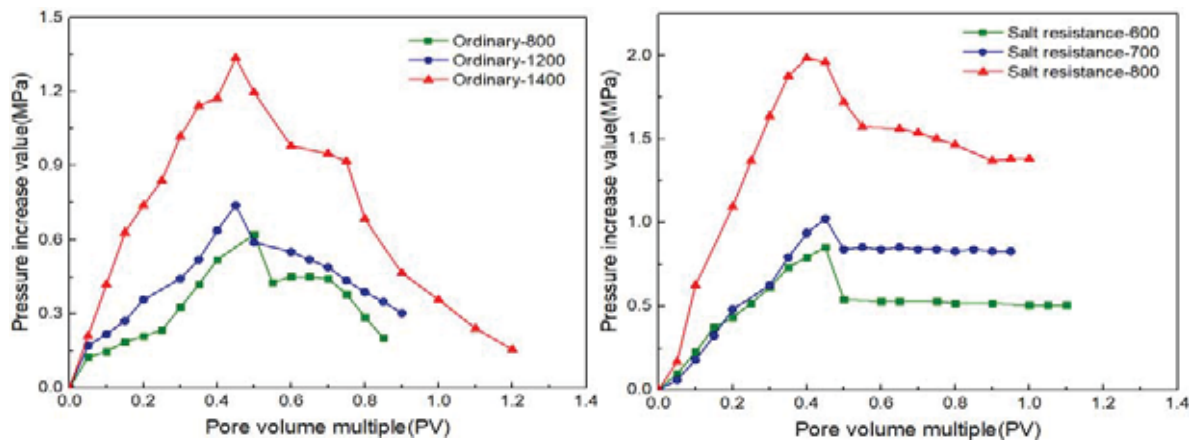 1.5
1.2
0.9
0.6
0.3
0.0
Pressure increase value(MPa)
Ordinary-800
Ordinary-1200
Ordinary-1400
0.0 0.2 0.4 0.6 0.8 1.0 1.2 1.4
Pore volume multiple(PV)
2.0
1.5
1.0
0.5
0.0
Pressure increase value(MPa)
Salt resistance-600
Salt resistance-700
Salt resistance-800
0.0 0.2 0.4 0.6 0.8 1.0 1.2 1.4
Pore volume multiple(PV)